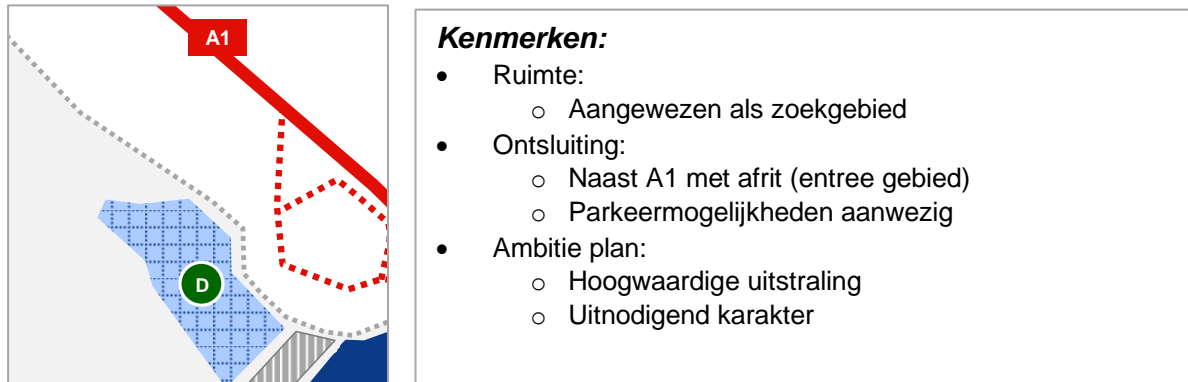 A1
D
Kenmerken:
• Ruimte:
o Aangewezen als zoekgebied
• Ontsluiting:
o Naast A1 met afrit (entree gebied)
o Parkeermogelijkheden aanwezig
• Ambitie plan:
o Hoogwaardige uitstraling
o Uitnodigend karakter